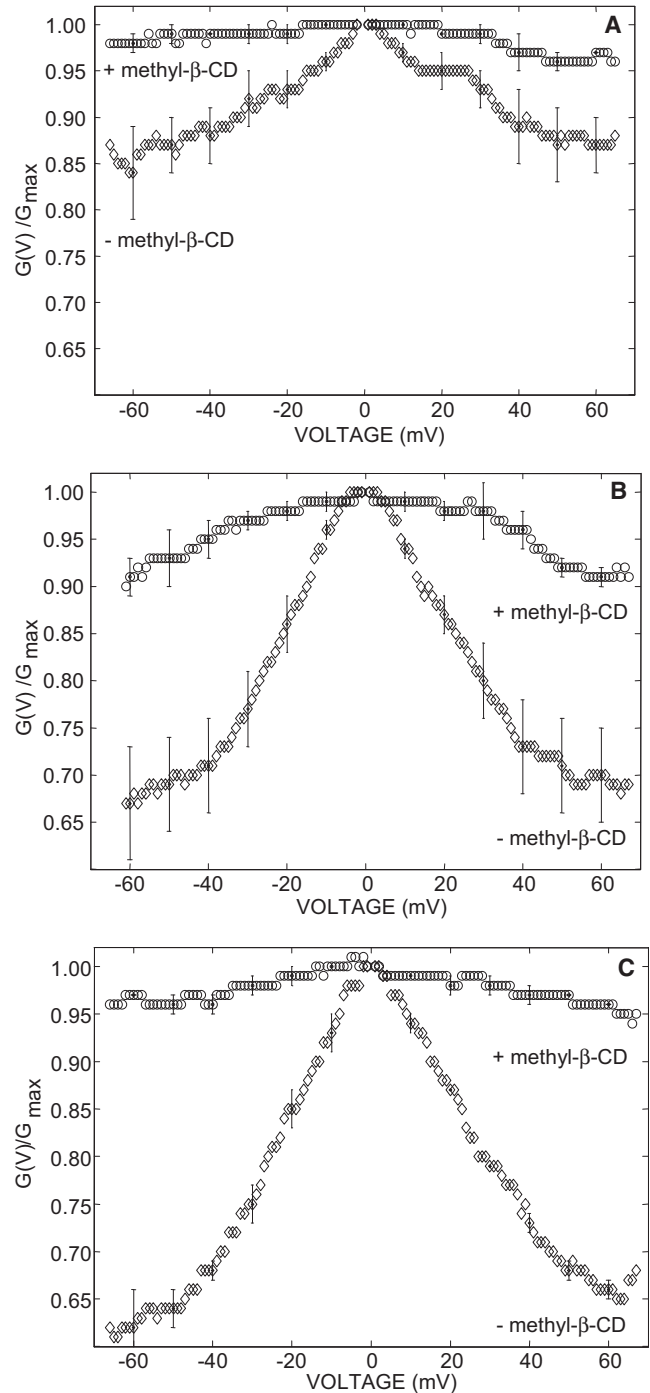 A
1.00
0.95
0.90
0.85
0.80
0.75
0.70
0.65
G(V) /Gmax
+ methyl-β-CD
- methyl-β-CD
-60 -40 -20 0 20 40 60
VOLTAGE (mV)
B
1.00
0.95
0.90
0.85
0.80
0.75
0.70
0.65
G(V) /Gmax
+ methyl-β-CD
- methyl-β-CD
-60 -40 -20 0 20 40 60
VOLTAGE (mV)
C
1.00
0.95
0.90
0.85
0.80
0.75
0.70
0.65
G(V)/Gmax
+ methyl-β-CD
- methyl-β-CD
-60 -40 -20 0 20 40 60
VOLTAGE (mV)